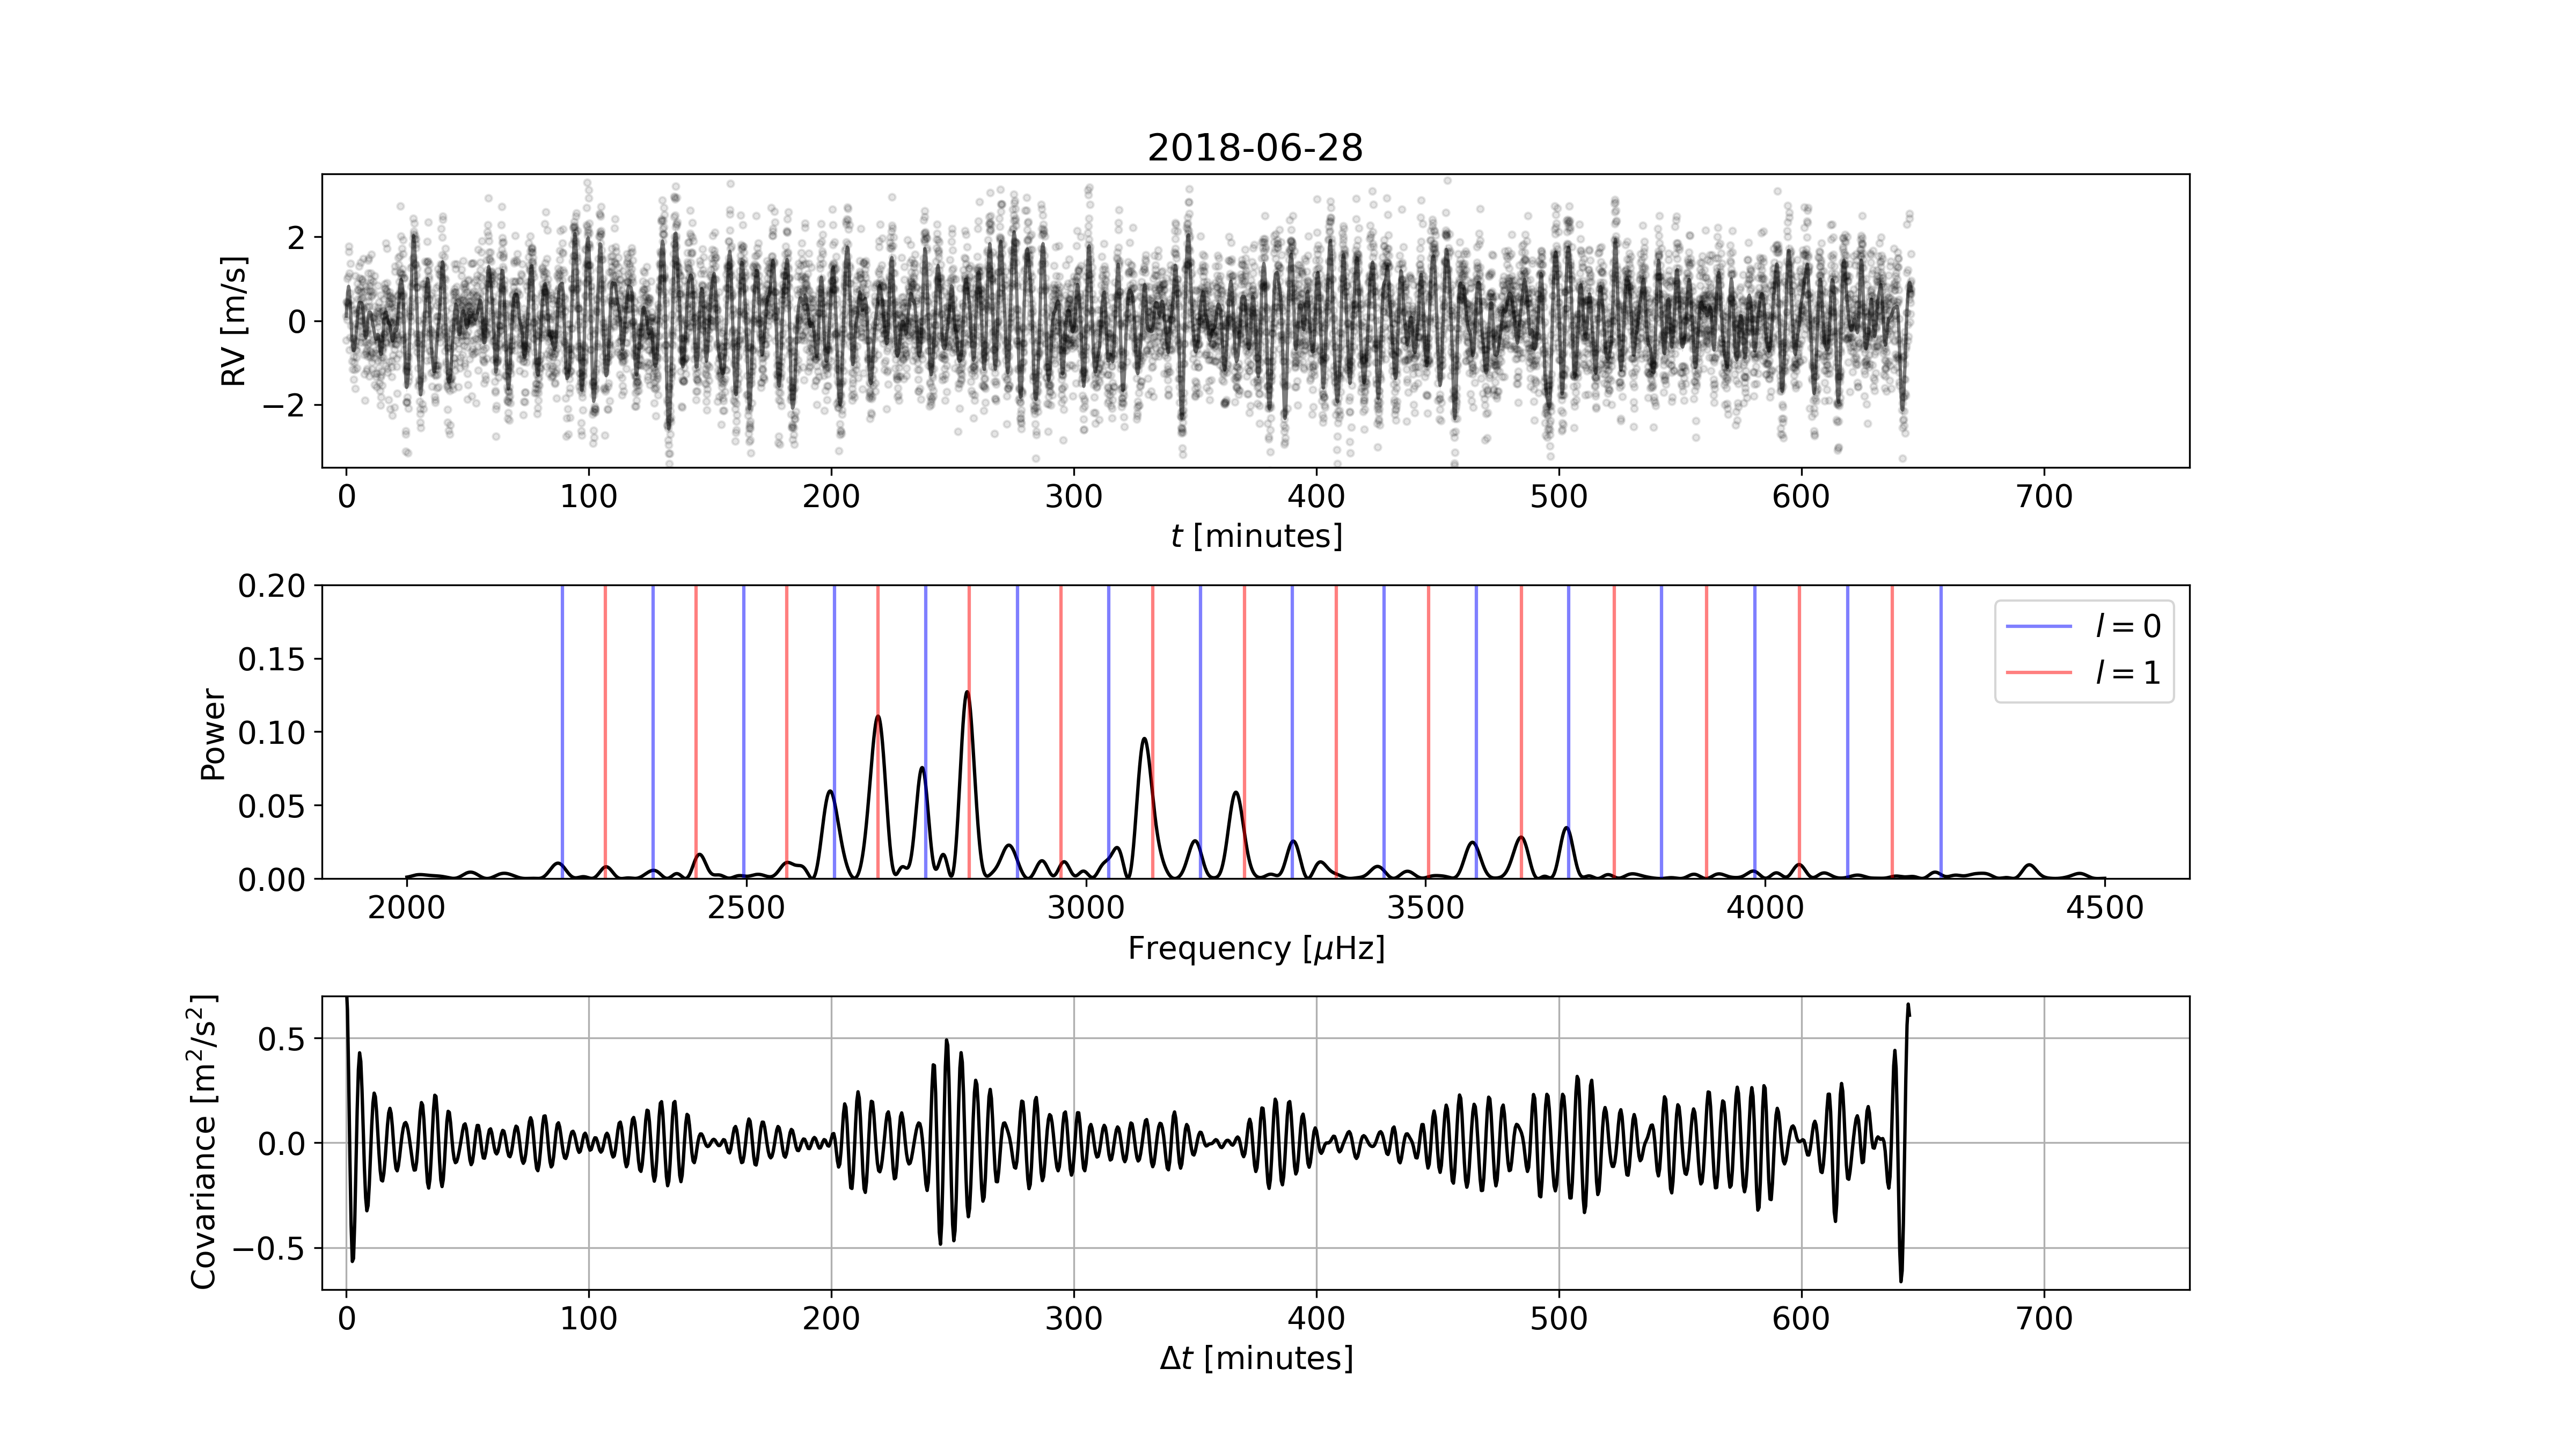 2018-06-28
2
0
−2
RV [m/s]
0 100 200 300 400 500 600 700
t [minutes]
0.20
0.15
0.10
0.05
0.00
Power
l = 0
l = 1
2000 2500 3000 3500 4000 4500
Frequency [μHz]
0.5
0.0
−0.5
Covariance [m²/s²]
0 100 200 300 400 500 600 700
Δt [minutes]